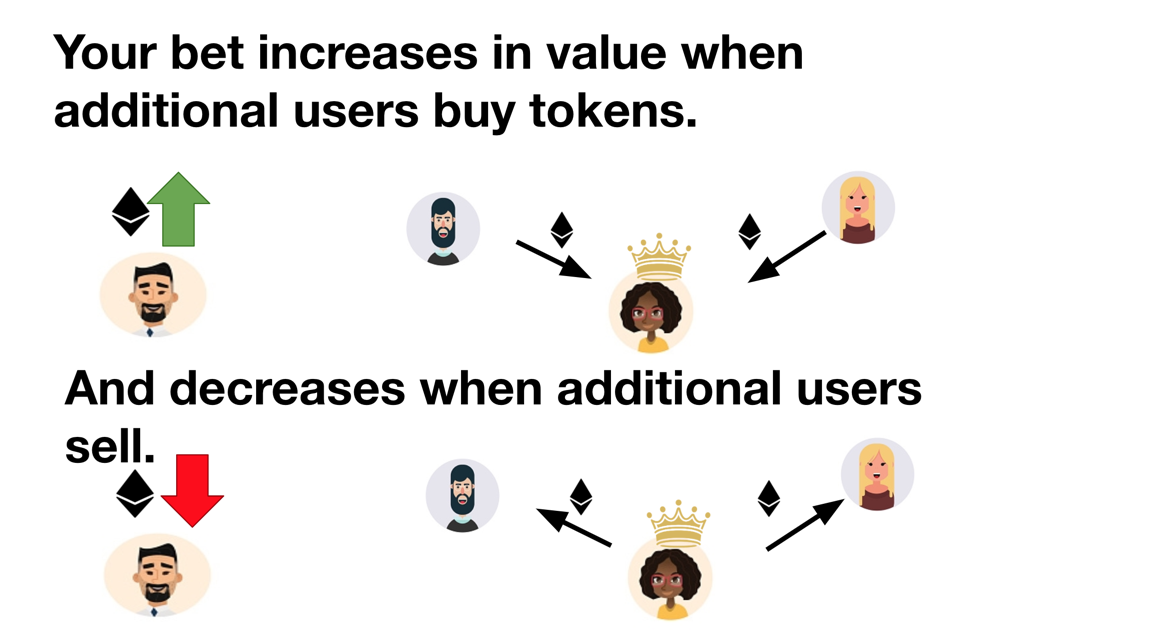 Your bet increases in value when
additional users buy tokens.
And decreases when additional users
sell.